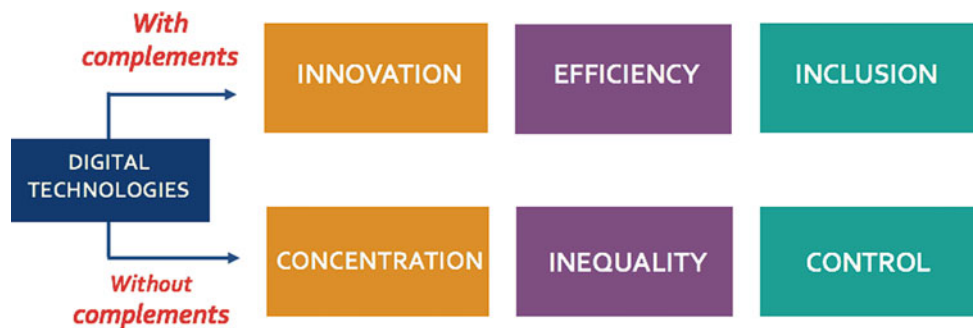 With
complements
INNOVATION
EFFICIENCY
INCLUSION
DIGITAL
TECHNOLOGIES
CONCENTRATION
INEQUALITY
CONTROL
Without
complements